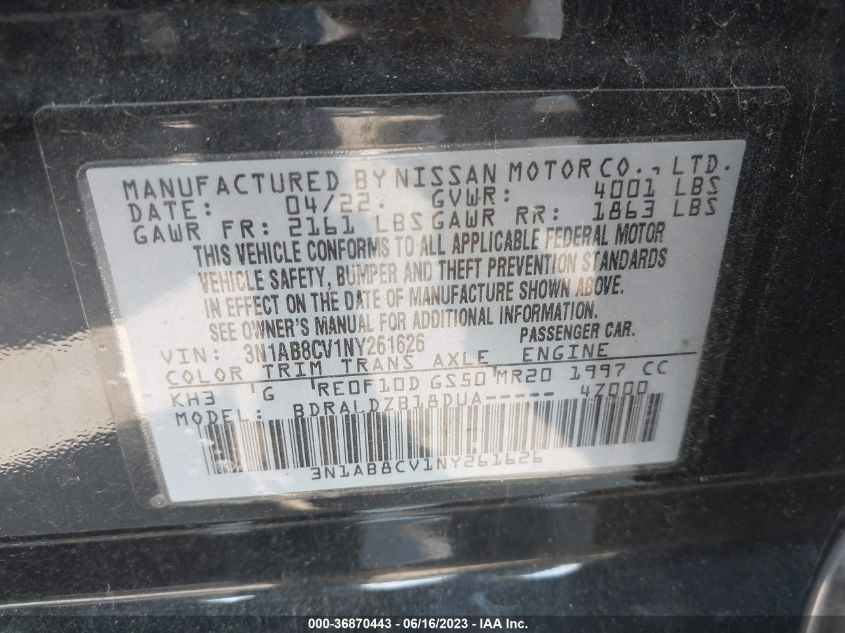 MANUFACTURED BY NISSAN MOTOR CO., LTD.
DATE: 04/22. GVWR: 4001 LBS
GAWR FR: 2161 LBS GAWR RR: 1863 LBS
THIS VEHICLE CONFORMS TO ALL APPLICABLE FEDERAL MOTOR
VEHICLE SAFETY, BUMPER AND THEFT PREVENTION STANDARDS
IN EFFECT ON THE DATE OF MANUFACTURE SHOWN ABOVE.
SEE OWNER'S MANUAL FOR ADDITIONAL INFORMATION.
VIN: 3N1AB8CV1NY261626 PASSENGER CAR.
COLOR TRIM TRANS AXLE ENGINE
KH3 'G 'RE0F10D GS50 MR20 1997 CC
MODEL: BDRALDZB18DUA----- 4Z000
3N1AB8CV1NY261626
000-36870443 - 06/16/2023 - IAAI.COM